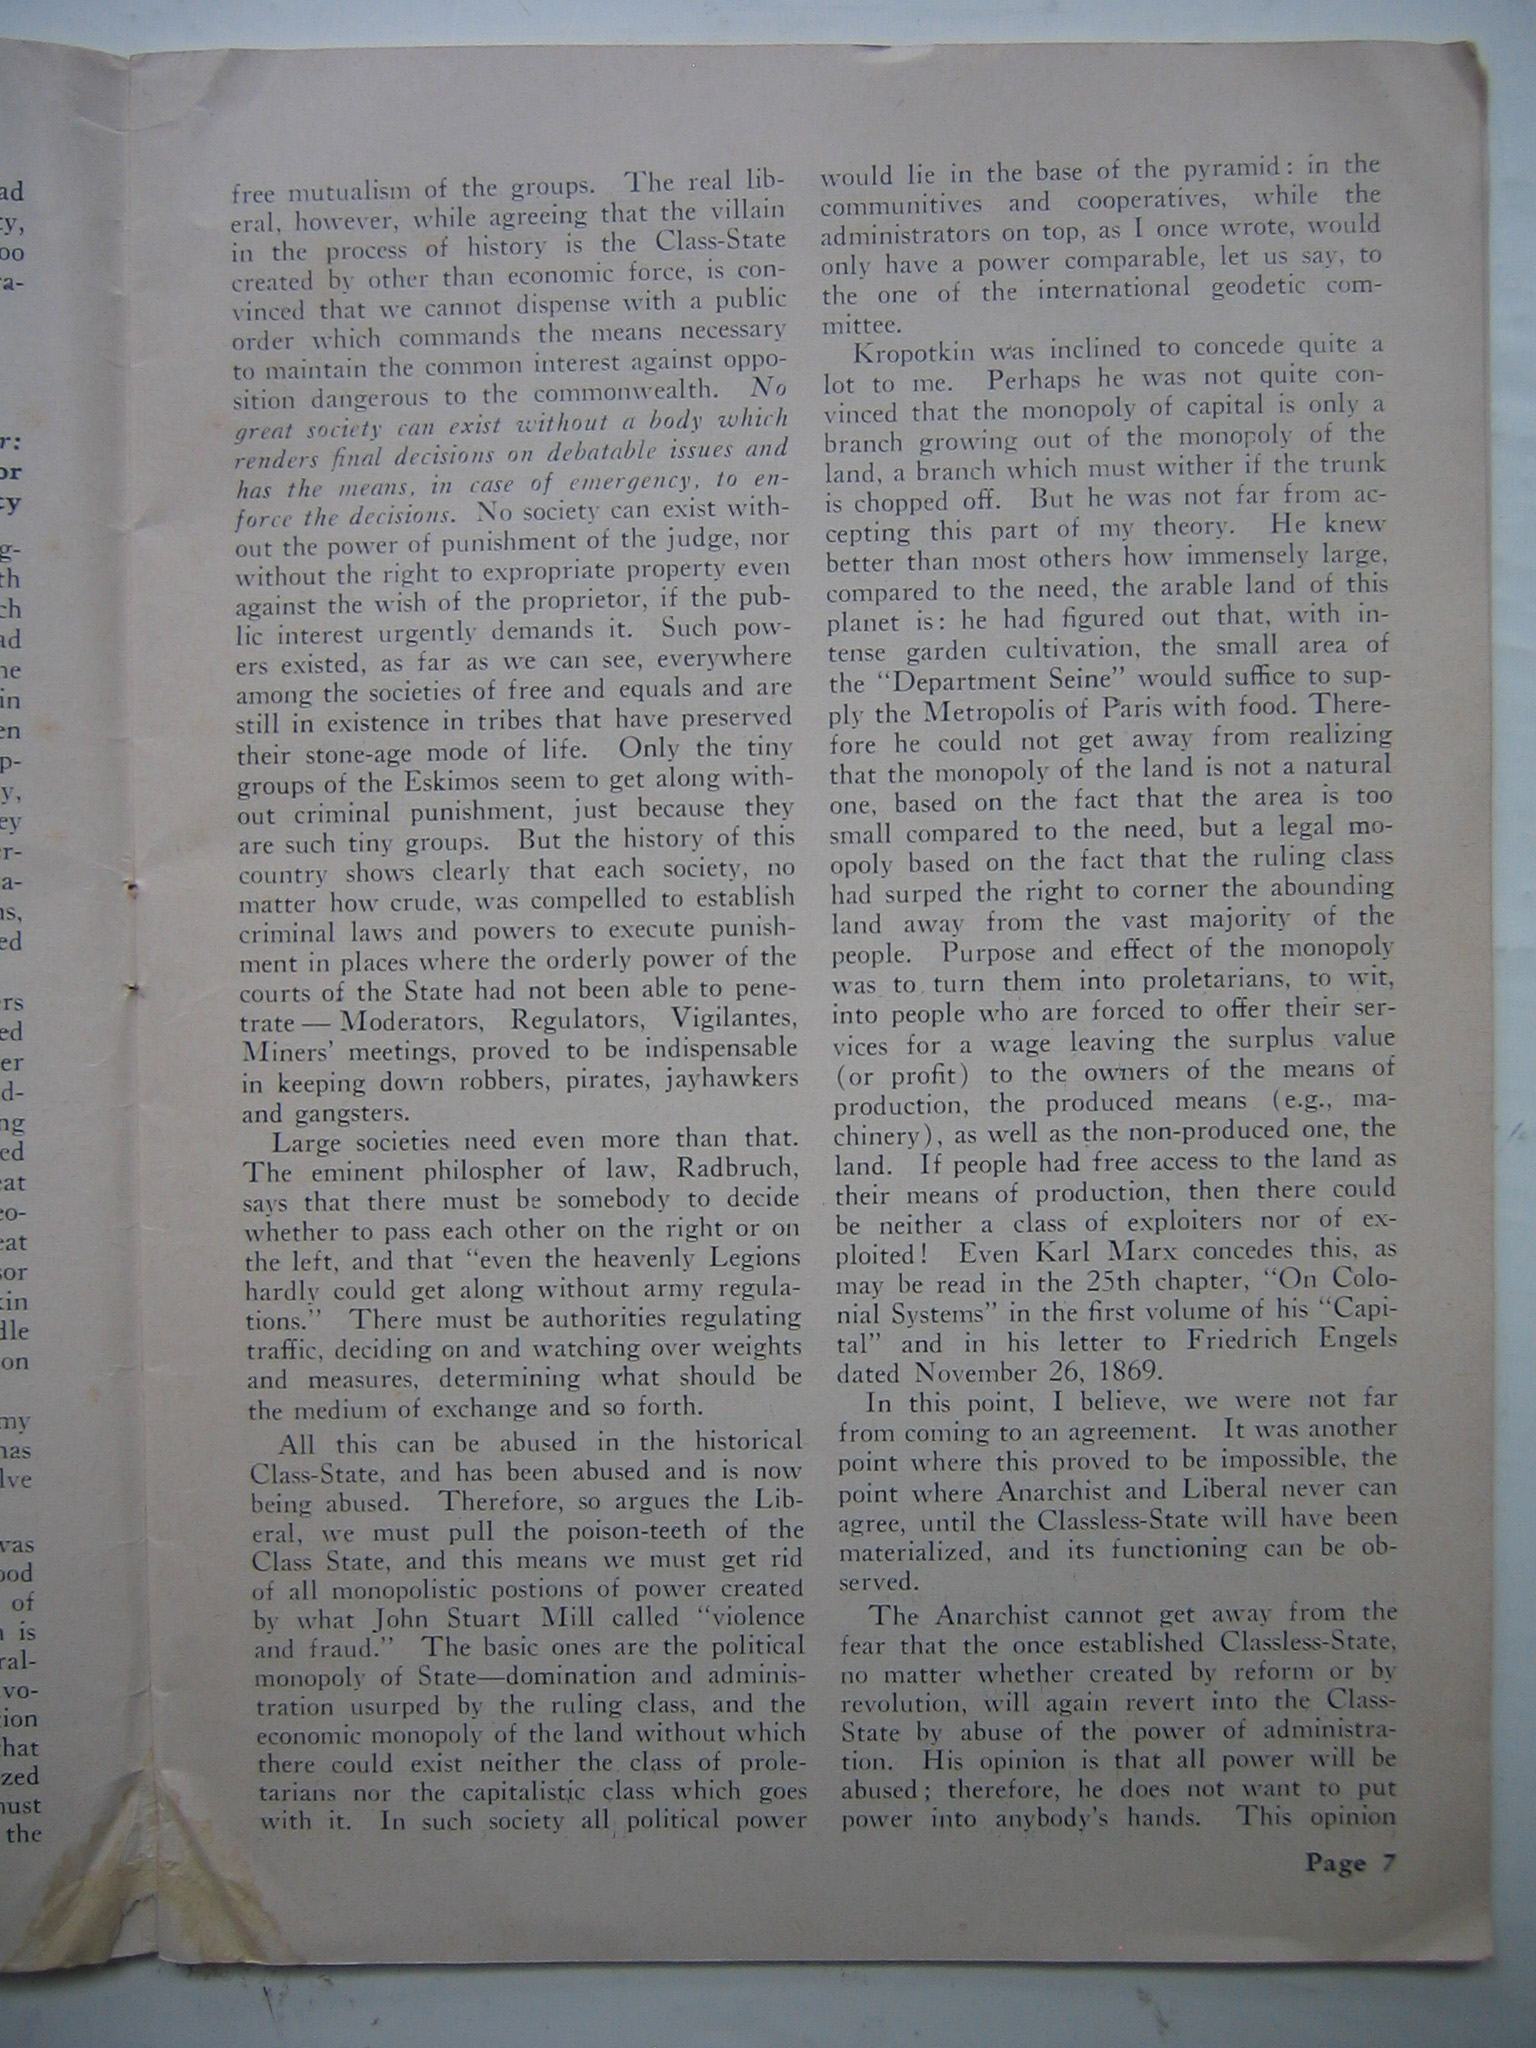 ad
ty,
oo
ra-
r:
or
ty
g-
th
ch
ad
ne
in
en
p-
y,
ey
er-
a-
ns,
ed
ers
ed
er
d-
ng
ed
eat
eo-
eat
sor
kin
dle
on
my
has
lve
was
ood
of
n is
ral-
vo-
ion
hat
zed
nust
the
free mutualism of the groups. The real lib-
eral, however, while agreeing that the villain
in the process of history is the Class-State
created by other than economic force, is con-
vinced that we cannot dispense with a public
order which commands the means necessary
to maintain the common interest against oppo-
sition dangerous to the commonwealth. No
great society can exist without a body which
renders final decisions on debatable issues and
has the means, in case of emergency, to en-
force the decisions. No society can exist with-
out the power of punishment of the judge, nor
without the right to expropriate property even
against the wish of the proprietor, if the pub-
lic interest urgently demands it. Such pow-
ers existed, as far as we can see, everywhere
among the societies of free and equals and are
still in existence in tribes that have preserved
their stone-age mode of life. Only the tiny
groups of the Eskimos seem to get along with-
out criminal punishment, just because they
are such tiny groups. But the history of this
country shows clearly that each society, no
matter how crude, was compelled to establish
criminal laws and powers to execute punish-
ment in places where the orderly power of the
courts of the State had not been able to pene-
trate — Moderators, Regulators, Vigilantes,
Miners' meetings, proved to be indispensable
in keeping down robbers, pirates, jayhawkers
and gangsters.
Large societies need even more than that.
The eminent philospher of law, Radbruch,
says that there must be somebody to decide
whether to pass each other on the right or on
the left, and that "even the heavenly Legions
hardly could get along without army regula-
tions." There must be authorities regulating
traffic, deciding on and watching over weights
and measures, determining what should be
the medium of exchange and so forth.
All this can be abused in the historical
Class-State, and has been abused and is now
being abused. Therefore, so argues the Lib-
eral, we must pull the poison-teeth of the
Class State, and this means we must get rid
of all monopolistic postions of power created
by what John Stuart Mill called "violence
and fraud." The basic ones are the political
monopoly of State—domination and adminis-
tration usurped by the ruling class, and the
economic monopoly of the land without which
there could exist neither the class of prole-
tarians nor the capitalistic class which goes
with it. In such society all political power
would lie in the base of the pyramid: in the
communitives and cooperatives, while the
administrators on top, as I once wrote, would
only have a power comparable, let us say, to
the one of the international geodetic com-
mittee.
Kropotkin was inclined to concede quite a
lot to me. Perhaps he was not quite con-
vinced that the monopoly of capital is only a
branch growing out of the monopoly of the
land, a branch which must wither if the trunk
is chopped off. But he was not far from ac-
cepting this part of my theory. He knew
better than most others how immensely large,
compared to the need, the arable land of this
planet is: he had figured out that, with in-
tense garden cultivation, the small area of
the "Department Seine" would suffice to sup-
ply the Metropolis of Paris with food. There-
fore he could not get away from realizing
that the monopoly of the land is not a natural
one, based on the fact that the area is too
small compared to the need, but a legal mo-
opoly based on the fact that the ruling class
had surped the right to corner the abounding
land away from the vast majority of the
people. Purpose and effect of the monopoly
was to turn them into proletarians, to wit,
into people who are forced to offer their ser-
vices for a wage leaving the surplus value
(or profit) to the owners of the means of
production, the produced means (e.g., ma-
chinery), as well as the non-produced one, the
land. If people had free access to the land as
their means of production, then there could
be neither a class of exploiters nor of ex-
ploited! Even Karl Marx concedes this, as
may be read in the 25th chapter, "On Colo-
nial Systems" in the first volume of his "Capi-
tal" and in his letter to Friedrich Engels
dated November 26, 1869.
In this point, I believe, we were not far
from coming to an agreement. It was another
point where this proved to be impossible, the
point where Anarchist and Liberal never can
agree, until the Classless-State will have been
materialized, and its functioning can be ob-
served.
The Anarchist cannot get away from the
fear that the once established Classless-State,
no matter whether created by reform or by
revolution, will again revert into the Class-
State by abuse of the power of administra-
tion. His opinion is that all power will be
abused; therefore, he does not want to put
power into anybody's hands. This opinion
Page 7